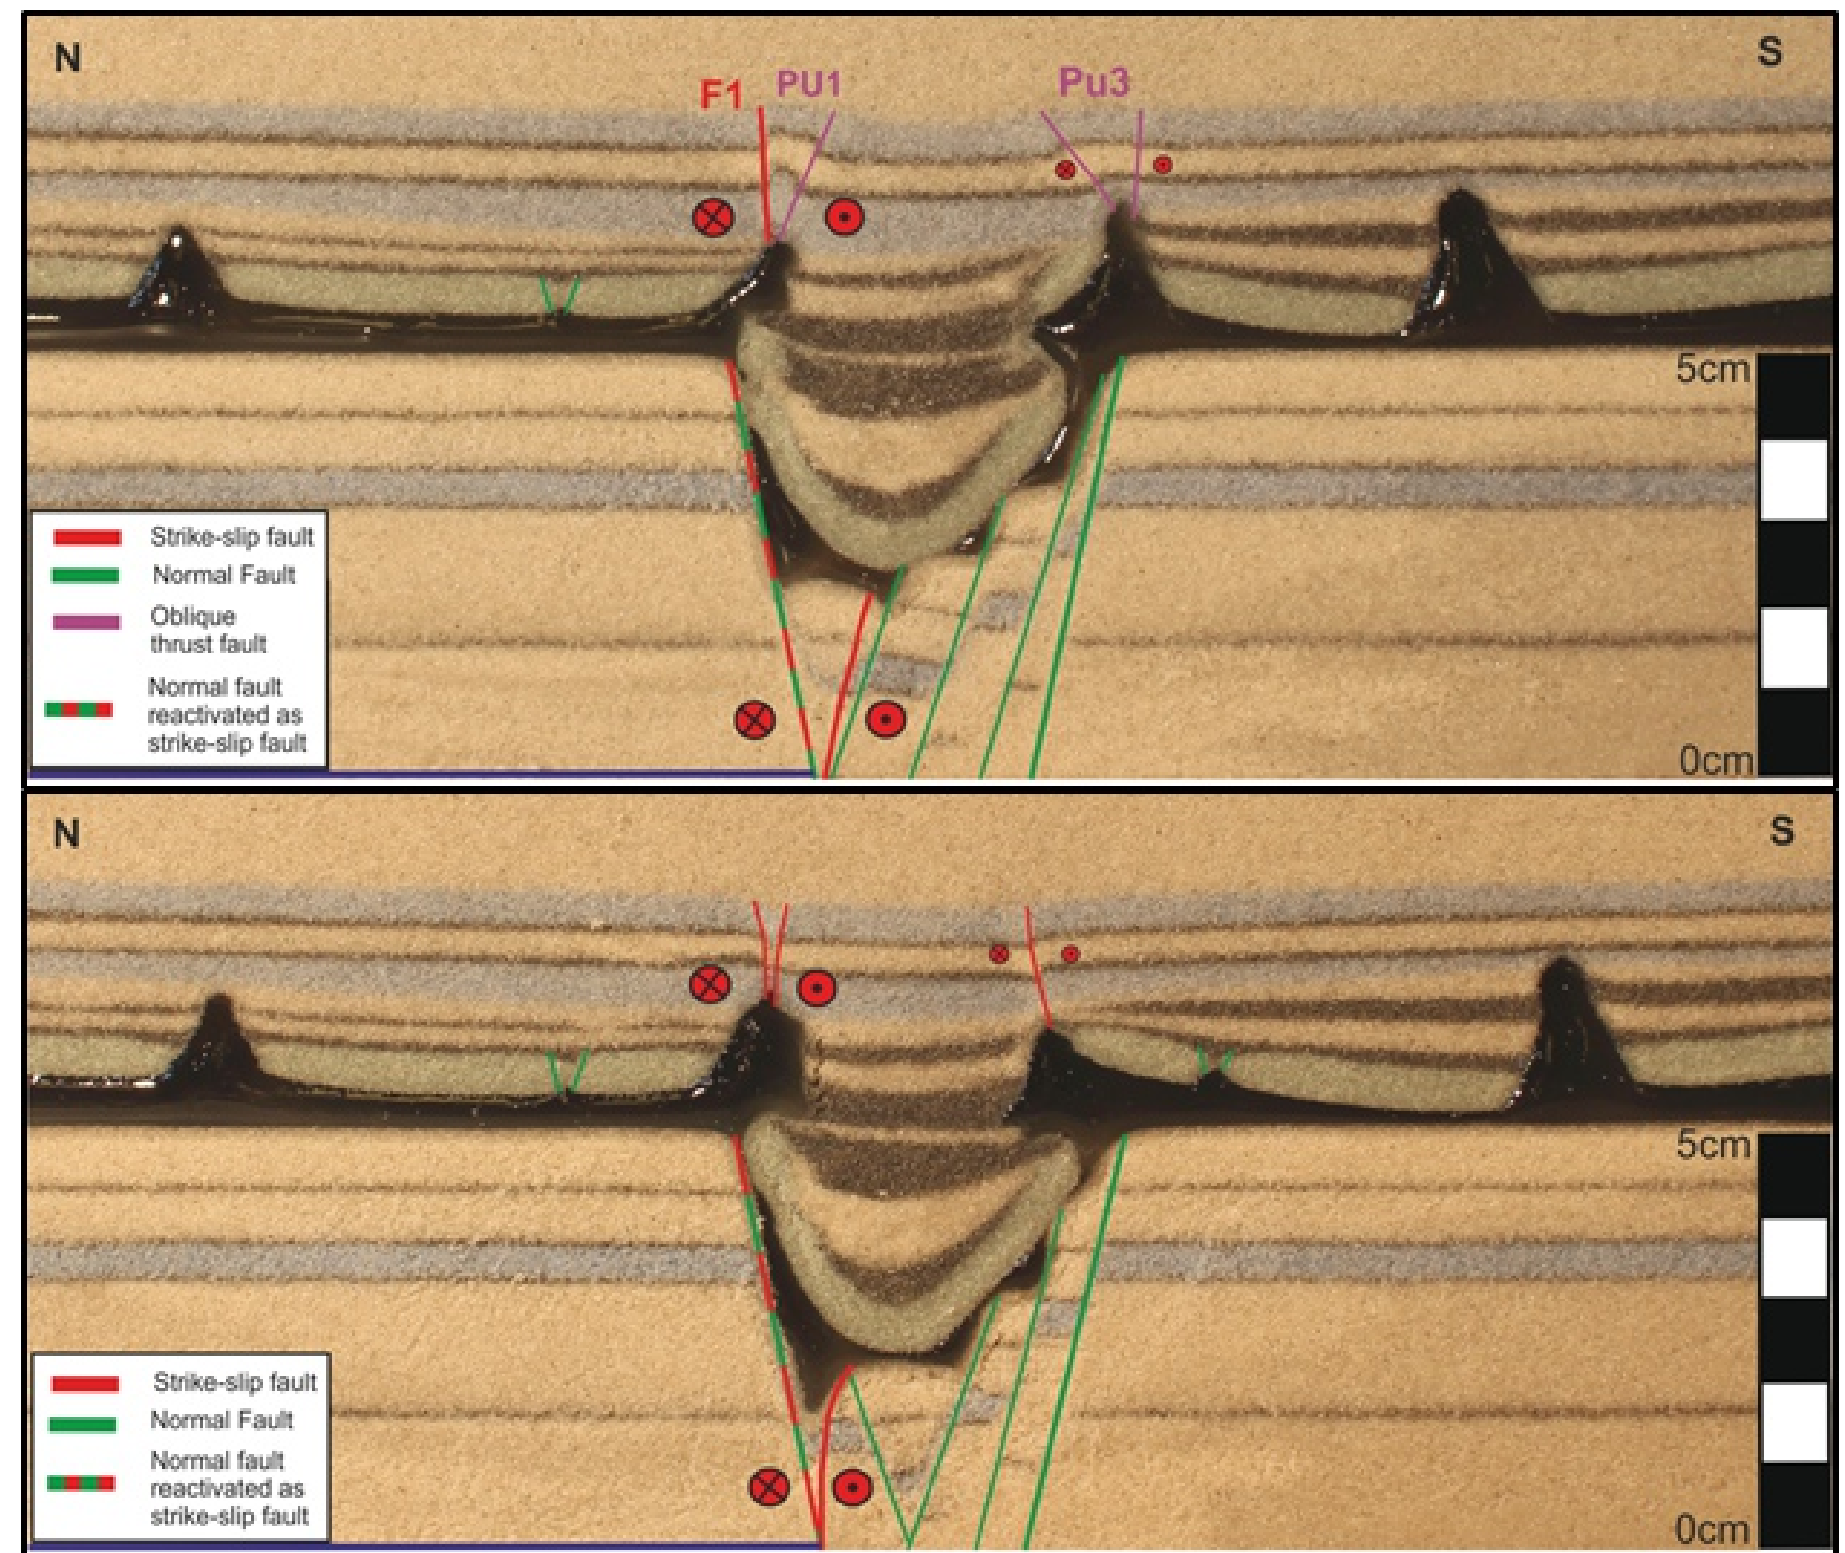 N
S
F1
PU1
Pu3
5cm
Strike-slip fault
Normal Fault
Oblique
thrust fault
Normal fault
reactivated as
strike-slip fault
0cm
N
S
5cm
Strike-slip fault
Normal Fault
Normal fault
reactivated as
strike-slip fault
0cm